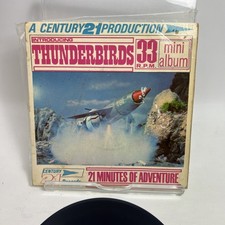 A CENTURY 21 PRODUCTION
INTRODUCING
THUNDERBIRDS
33
R.P.M.
mini
album
CENTURY
21
21 MINUTES OF ADVENTURE